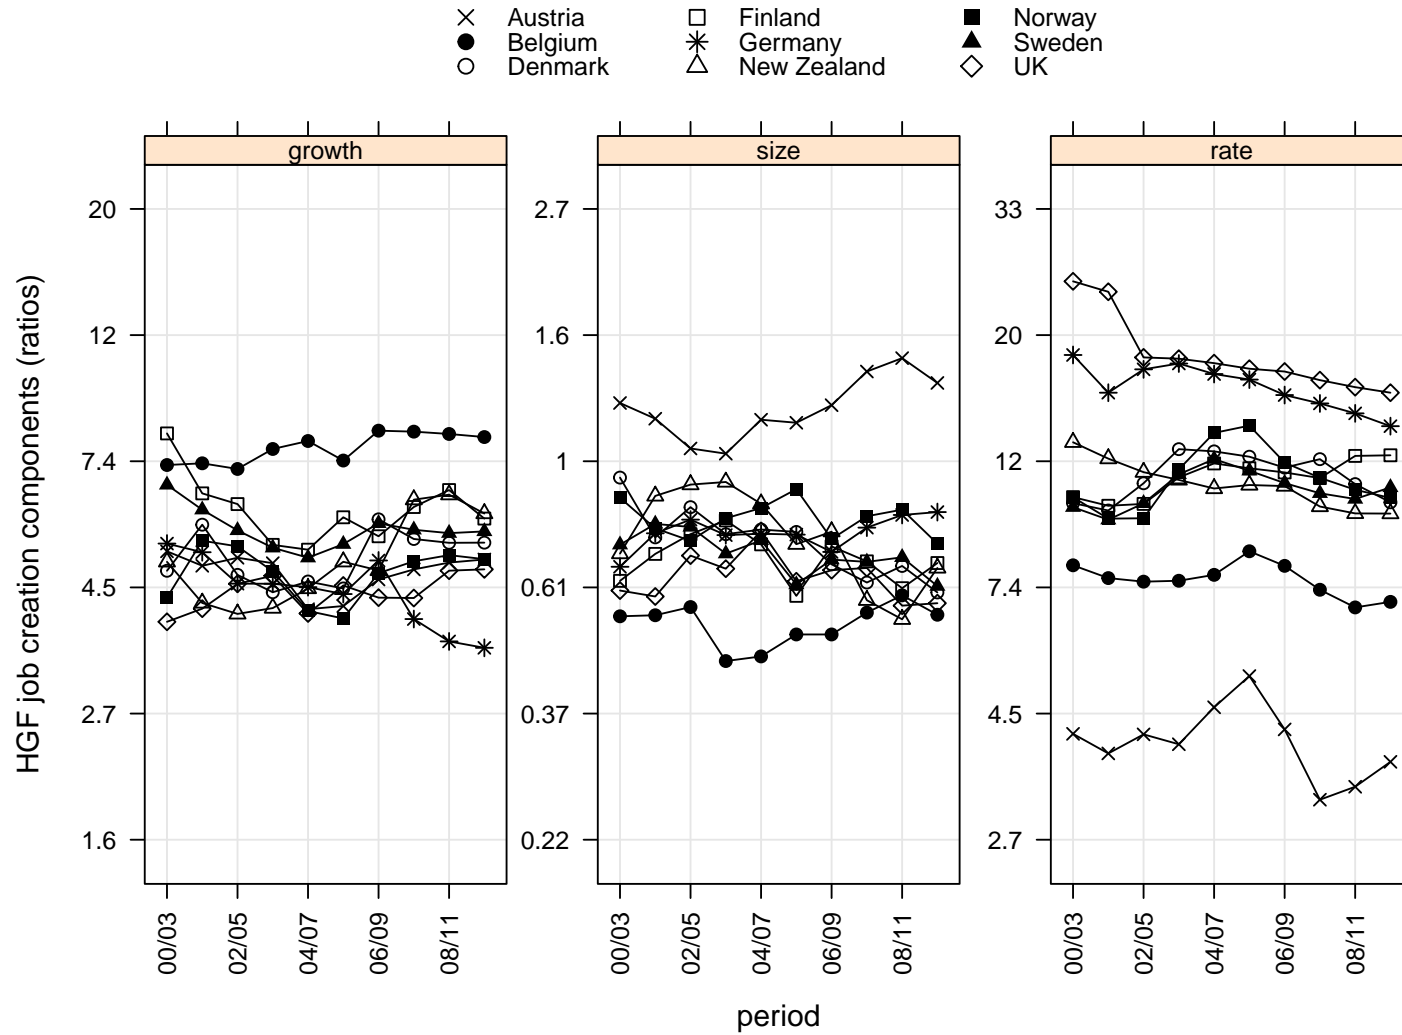 Austria Finland Norway
Belgium Germany Sweden
Denmark New Zealand UK
growth size rate
HGF job creation components (ratios)
20 2.7 33
12 1.6 20
7.4 1 12
4.5 0.61 7.4
2.7 0.37 4.5
1.6 0.22 2.7
00/03 02/05 04/07 06/09 08/11 00/03 02/05 04/07 06/09 08/11 00/03 02/05 04/07 06/09 08/11
period